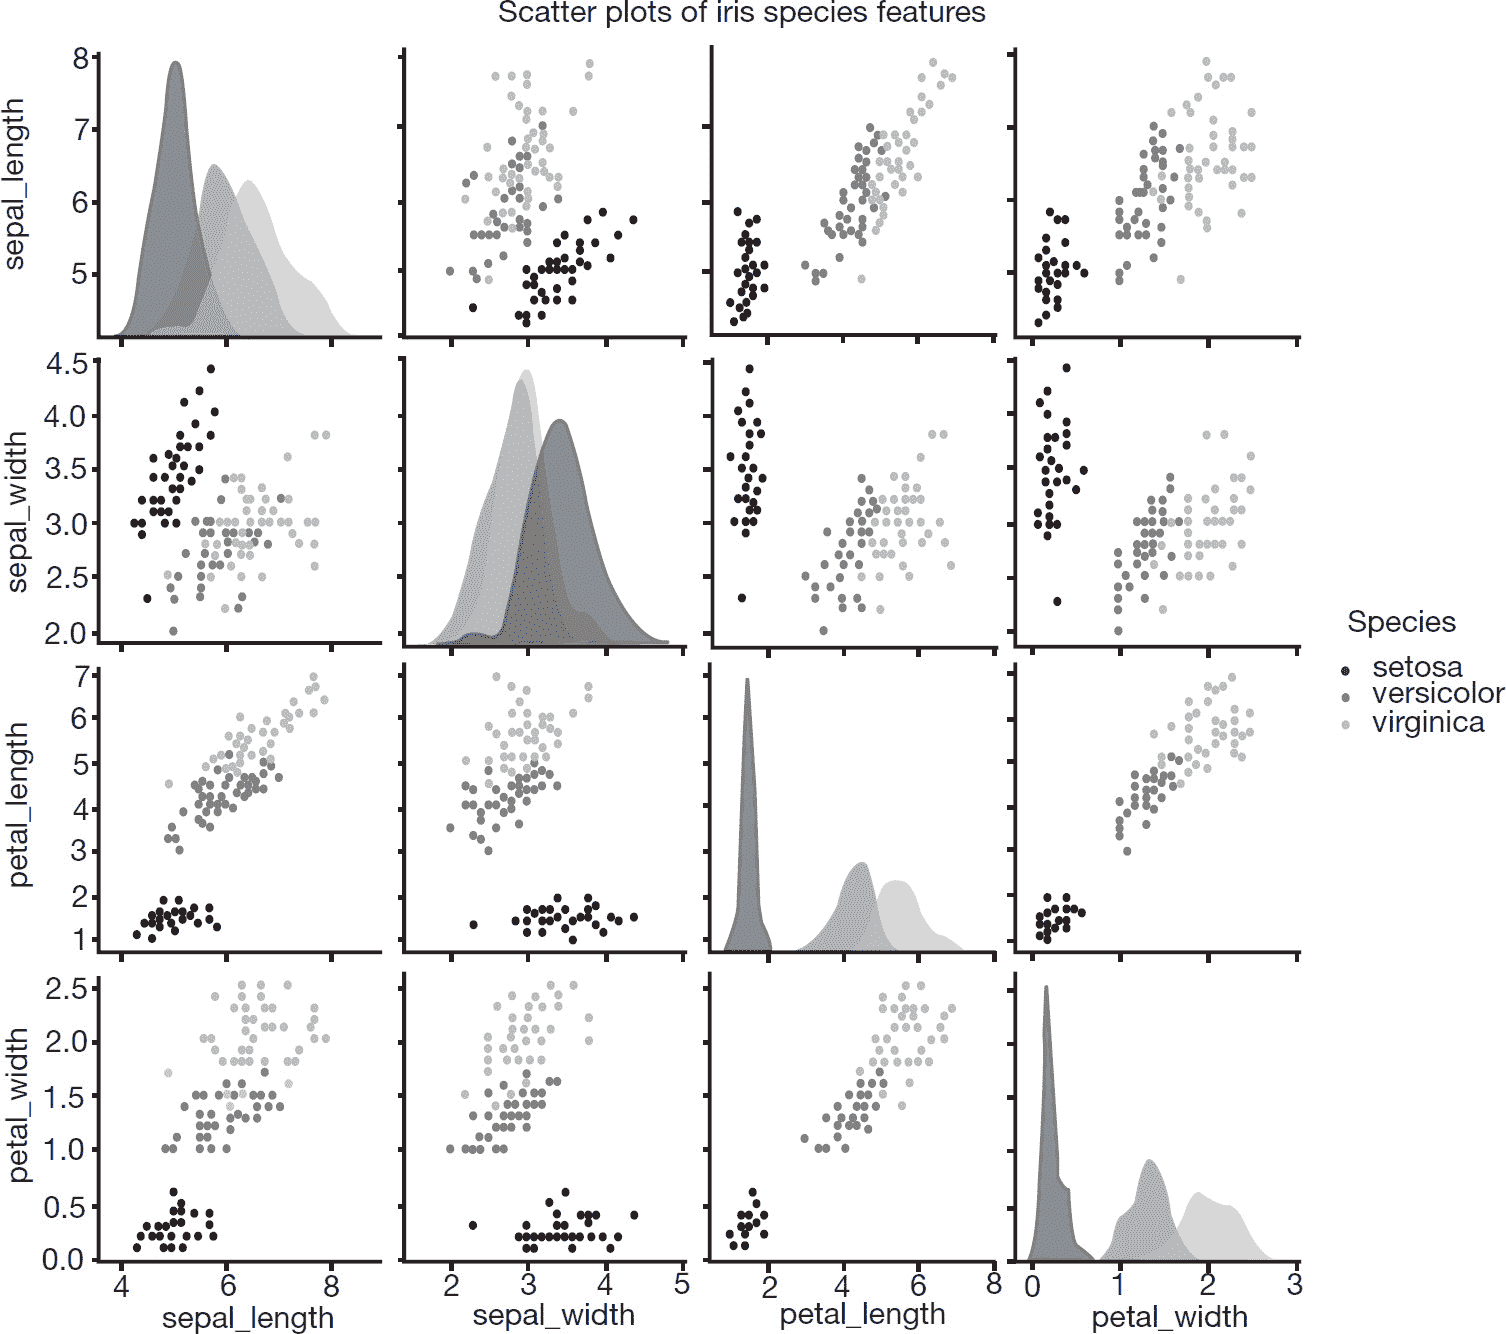 Scatter plots of iris species features
sepal_length
8
7
6
5
sepal_width
4.5
4.0
3.5
3.0
2.5
2.0
petal_length
7
6
5
4
3
2
1
petal_width
2.5
2.0
1.5
1.0
0.5
0.0
4 6 8
sepal_length
2 3 4 5
sepal_width
2 4 6 8
petal_length
0 1 2 3
petal_width
Species
setosa
versicolor
virginica